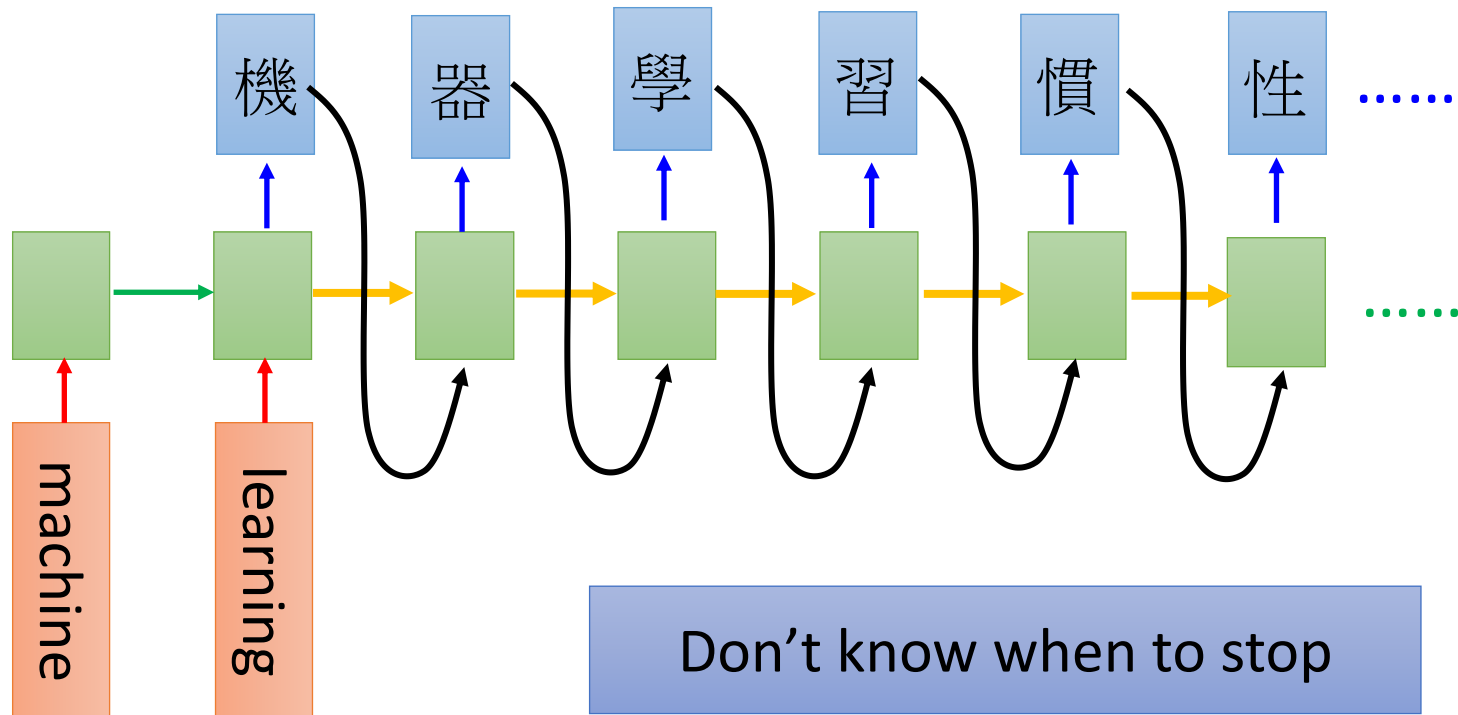 機 器 學 習 慣 性 ......
......
machine
learning
Don't know when to stop